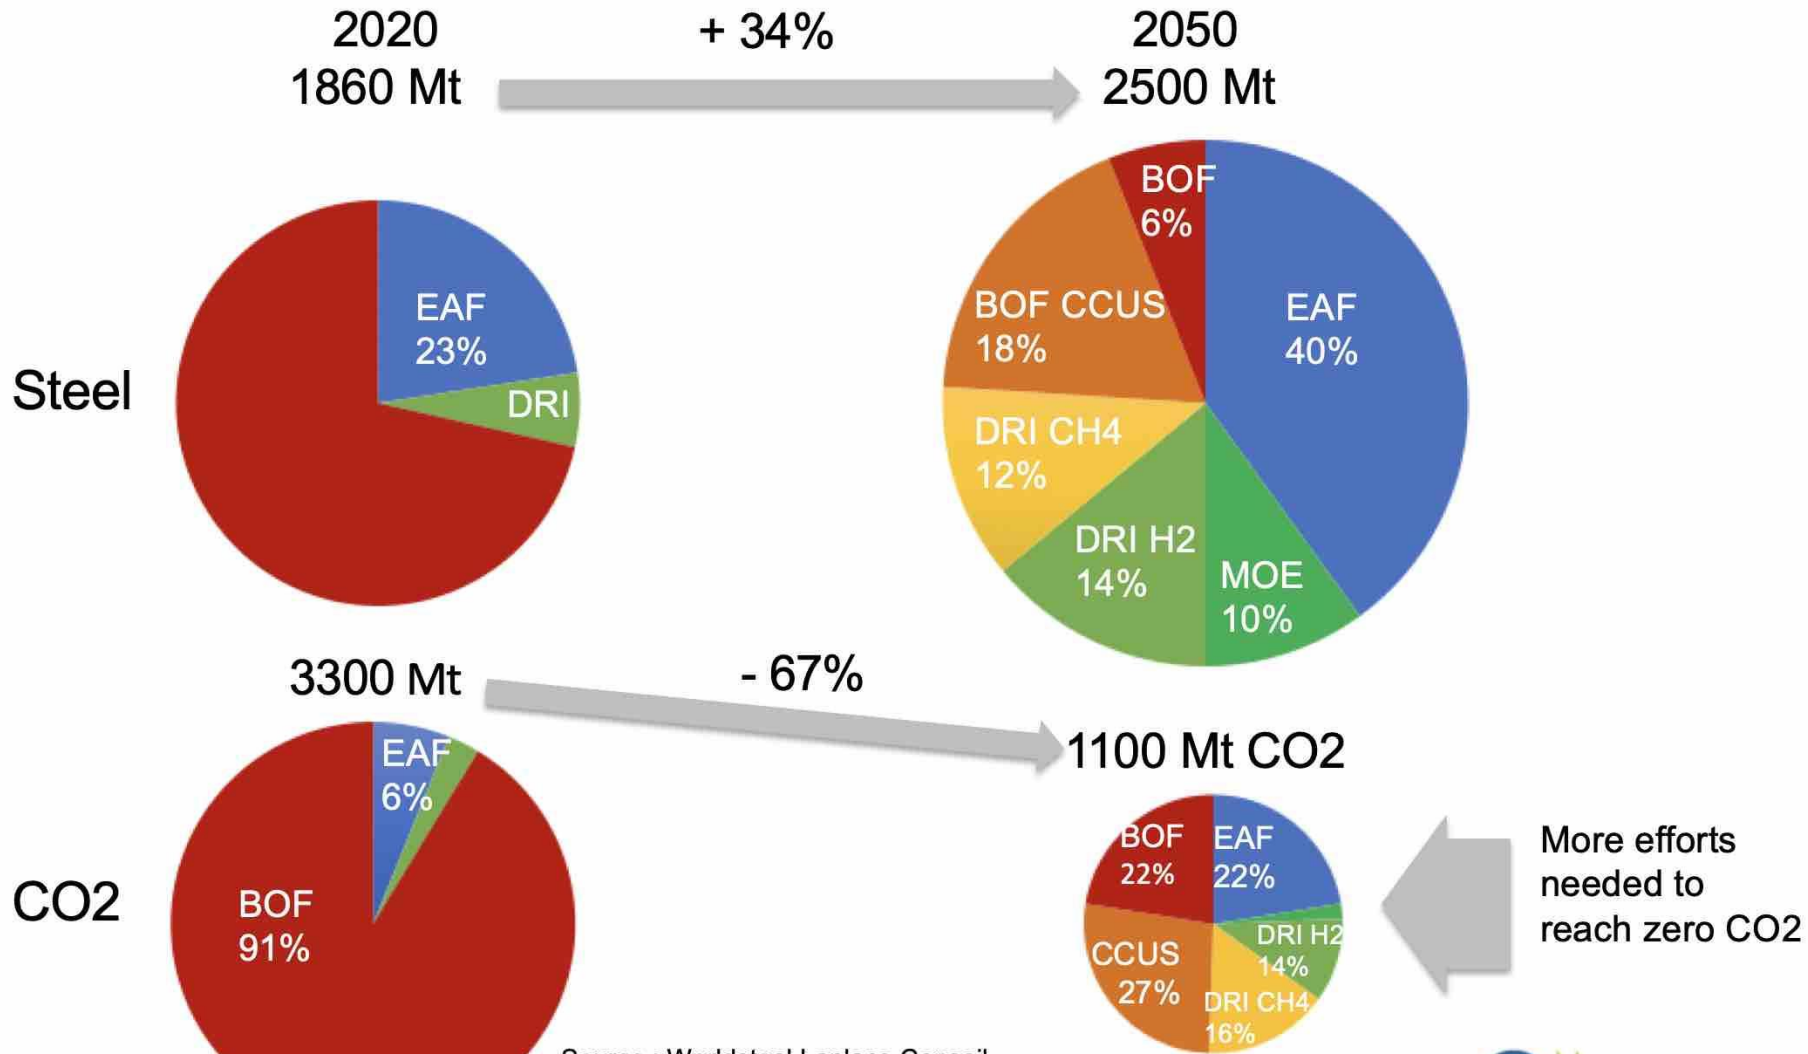 2020
+ 34%
2050
1860 Mt
2500 Mt
Steel
EAF
23%
DRI
BOF
6%
EAF
40%
BOF CCUS
18%
DRI CH4
12%
DRI H2
14%
MOE
10%
3300 Mt
- 67%
1100 Mt CO2
CO2
EAF
6%
BOF
91%
BOF
22%
EAF
22%
DRI H2
14%
CCUS
27%
DRI CH4
16%
More efforts
needed to
reach zero CO2
Source : Council